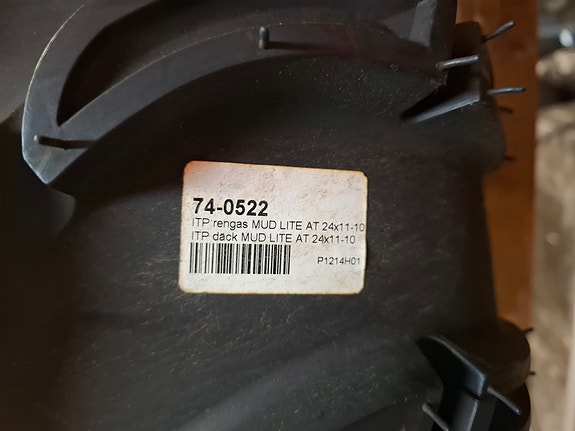 74-0522
ITP rengas MUD LITE AT 24x11-10
ITP däck MUD LITE AT 24x11-10
P1214H01